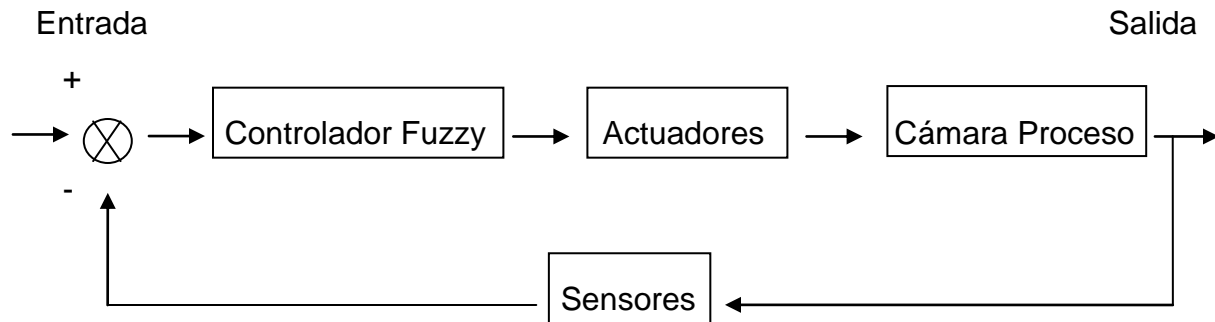 Entrada
Salida
+
Controlador Fuzzy
Actuadores
Cámara Proceso
-
Sensores